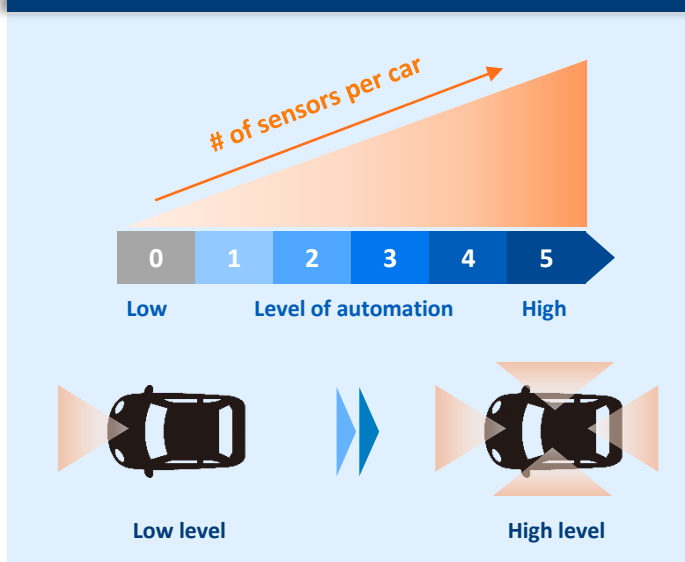 # of sensors per car
0 1 2 3 4 5
Low Level of automation High
Low level High level